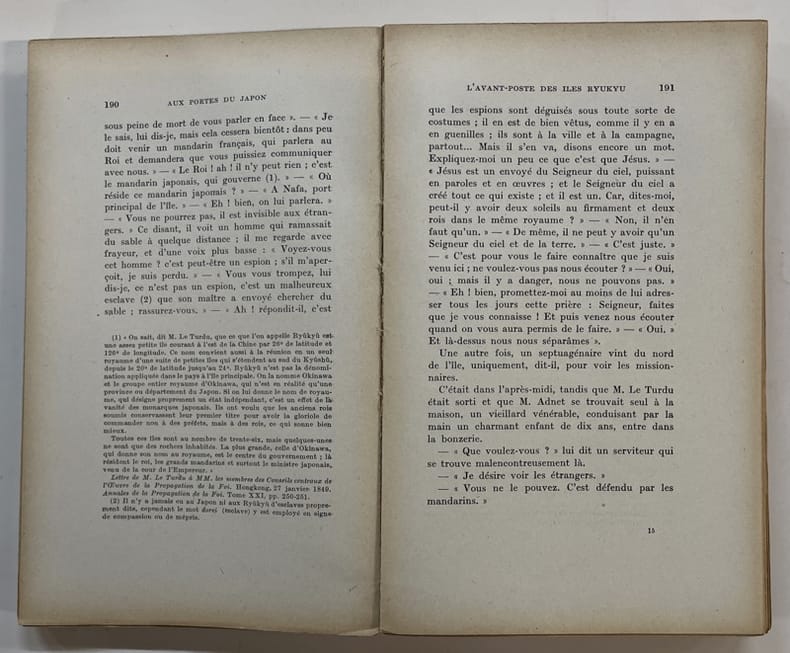 190
AUX PORTES DU JAPON
sous peine de mort de vous parler en face ». — « Je
le sais, lui dis-je, mais cela cessera bientôt : dans peu
doit venir un mandarin français, qui parlera au
Roi et demandera que vous puissiez communiquer
avec nous. » — « Le Roi ! ah ! il n'y peut rien ; c'est
le mandarin japonais, qui gouverne (1). » — « Où
réside ce mandarin japonais ? » — « A Nafa, port
principal de l'île. » — « Eh ! bien, on lui parlera. »
— « Vous ne pourrez pas, il est invisible aux étran-
gers. » Ce disant, il voit un homme qui ramassait
du sable à quelque distance ; il me regarde avec
frayeur, et d'une voix plus basse : « Voyez-vous
cet homme ? c'est peut-être un espion ; s'il m'aper-
çoit, je suis perdu. » — « Vous vous trompez, lui
dis-je, ce n'est pas un espion, c'est un malheureux
esclave (2) que son maître a envoyé chercher du
sable ; rassurez-vous. » — « Ah ! répondit-il, c'est
(1) « On sait, dit M. Le Turdu, que ce que l'on appelle Ryûkyû est
une assez petite île courant à l'est de la Chine par 26° de latitude et
126° de longitude. Ce nom convient aussi à la réunion en un seul
royaume d'une suite de petites îles qui s'étendent au sud du Kyûshû,
depuis le 29° de latitude jusqu'au 24°. Ryûkyû n'est pas la dénomi-
nation appliquée dans le pays à l'île principale. On la nomme Okinawa
et le groupe entier royaume d'Okinawa, qui n'est en réalité qu'une
province ou département du Japon. Si on lui donne le nom de royau-
me, qui désigne proprement un état indépendant, c'est un effet de la
vanité des monarques japonais. Ils ont voulu que les anciens rois
soumis conservassent leur premier titre pour avoir la gloriole de
commander non à des préfets, mais à des rois, ce qui sonne bien
mieux.
Toutes ces îles sont au nombre de trente-six, mais quelques-unes
ne sont que des rochers inhabités. La plus grande, celle d'Okinawa,
qui donne son nom au royaume, est le centre du gouvernement ; là
résident le roi, les grands mandarins et surtout le ministre japonais,
venu de la cour de l'Empereur. »
Lettre de M. Le Turdu à MM. les membres des Conseils centraux de
l'Œuvre de la Propagation de la Foi. Hongkong, 27 janvier 1849.
Annales de la Propagation de la Foi. Tome XXI, pp. 250-251.
(2) Il n'y a jamais eu au Japon ni aux Ryûkyû d'esclaves propre-
ment dits, cependant le mot dorei (esclave) y est employé en signe
de compassion ou de mépris.
L'AVANT-POSTE DES ILES RYUKYU
191
que les espions sont déguisés sous toute sorte de
costumes ; il en est de bien vêtus, comme il y en a
en guenilles ; ils sont à la ville et à la campagne,
partout... Mais il s'en va, disons encore un mot.
Expliquez-moi un peu ce que c'est que Jésus. » —
« Jésus est un envoyé du Seigneur du ciel, puissant
en paroles et en œuvres ; et le Seigneur du ciel a
créé tout ce qui existe ; et il est un. Car, dites-moi,
peut-il y avoir deux soleils au firmament et deux
rois dans le même royaume ? » — « Non, il n'en
faut qu'un. » — « De même, il ne peut y avoir qu'un
Seigneur du ciel et de la terre. » — « C'est juste. »
— « C'est pour vous le faire connaître que je suis
venu ici ; ne voulez-vous pas nous écouter ? » — « Oui,
oui ; mais il y a danger, nous ne pouvons pas. »
— « Eh ! bien, promettez-moi au moins de lui adres-
ser tous les jours cette prière : Seigneur, faites
que je vous connaisse ! Et puis venez nous écouter
quand on vous aura permis de le faire. » — « Oui. »
Et là-dessus nous nous séparâmes ».
Une autre fois, un septuagénaire vint du nord
de l'île, uniquement, dit-il, pour voir les mission-
naires.
C'était dans l'après-midi, tandis que M. Le Turdu
était sorti et que M. Adnet se trouvait seul à la
maison, un vieillard vénérable, conduisant par la
main un charmant enfant de dix ans, entre dans
la bonzerie.
— « Que voulez-vous ? » lui dit un serviteur qui
se trouve malencontreusement là.
— « Je désire voir les étrangers. »
— « Vous ne le pouvez. C'est défendu par les
mandarins. »
15